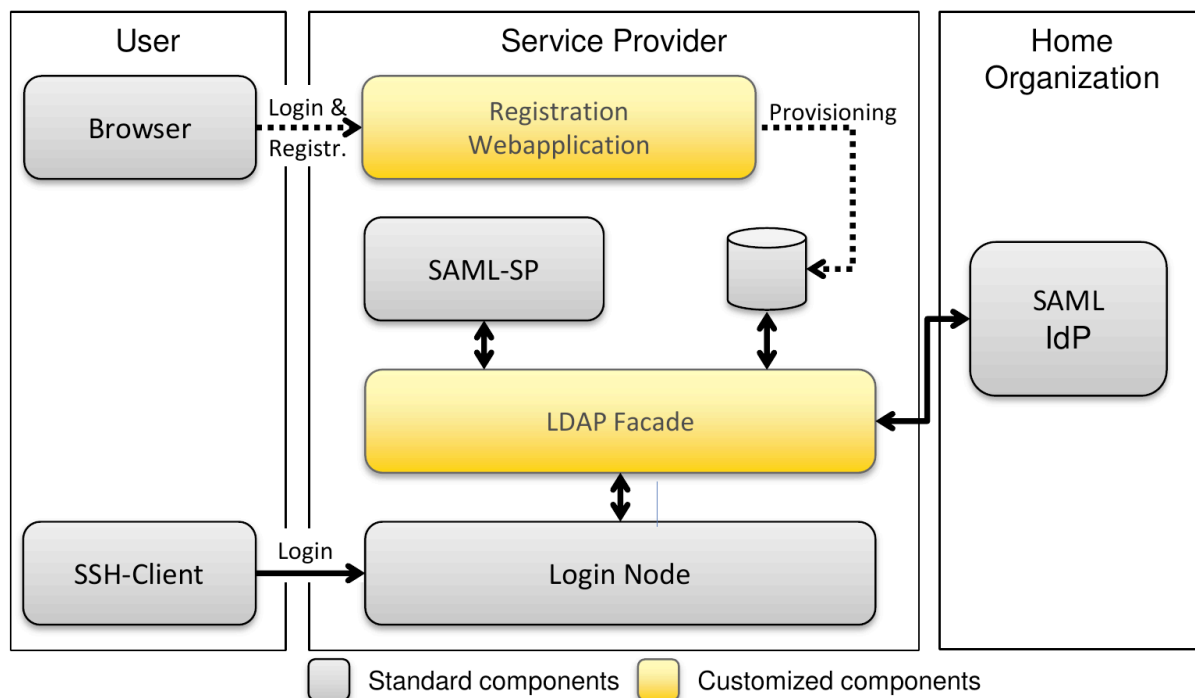 User
Service Provider
Home
Organization
Browser
Login &
Registr.
Registration
Webapplication
Provisioning
SAML-SP
SAML
IdP
LDAP Facade
SSH-Client
Login
Login Node
Standard components
Customized components